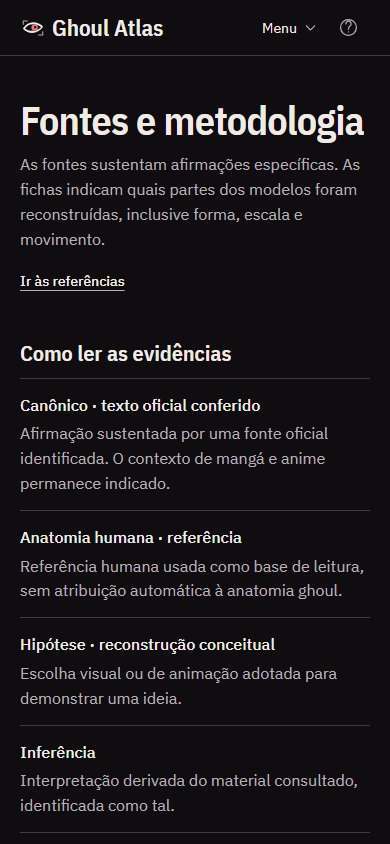 Ghoul Atlas
Menu
?
Fontes e metodologia
As fontes sustentam afirmações específicas. As
fichas indicam quais partes dos modelos foram
reconstruídas, inclusive forma, escala e
movimento.
Ir às referências
Como ler as evidências
Canônico · texto oficial conferido
Afirmação sustentada por uma fonte oficial
identificada. O contexto de mangá e anime
permanece indicado.
Anatomia humana · referência
Referência humana usada como base de leitura,
sem atribuição automática à anatomia ghoul.
Hipótese · reconstrução conceitual
Escolha visual ou de animação adotada para
demonstrar uma ideia.
Inferência
Interpretação derivada do material consultado,
identificada como tal.